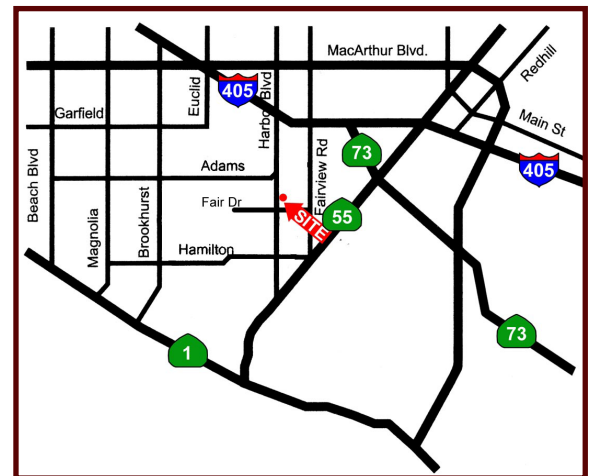 MacArthur Blvd.
Redhill
405
Euclid
Harbor Blvd
Garfield
Main St
73
405
Adams
Beach Blvd
Magnolia
Brookhurst
Fair Dr
Fairview Rd
55
SITE
Hamilton
73
1